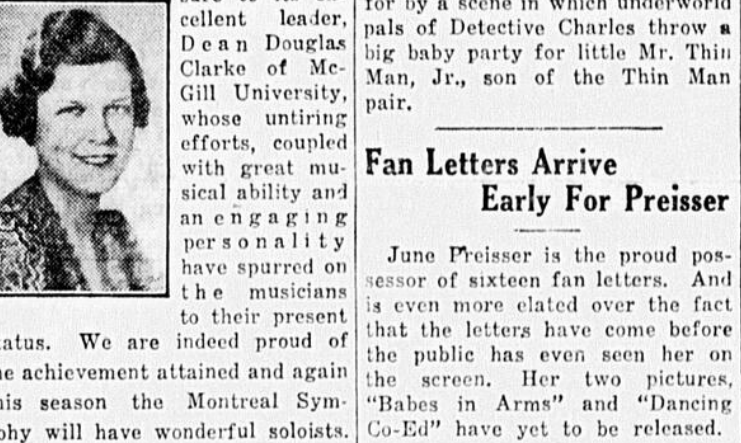 cellent leader,
Dean Douglas
Clarke of Mc-
Gill University,
whose untiring
efforts, coupled
with great mu-
sical ability and
an engaging
personality
have spurred on
the musicians
to their present
We are indeed proud of
achievement attained and again
season the Montreal Sym-
will have wonderful soloists.
for by a scene in which underworld
pals of Detective Charles throw a
big baby party for little Mr. Thin
Man, Jr., son of the Thin Man
pair.
Fan Letters Arrive
Early For Preisser
June Preisser is the proud pos-
sessor of sixteen fan letters. And
is even more elated over the fact
that the letters have come before
the public has even seen her on
the screen. Her two pictures,
"Babes in Arms" and "Dancing
Co-Ed" have yet to be released.